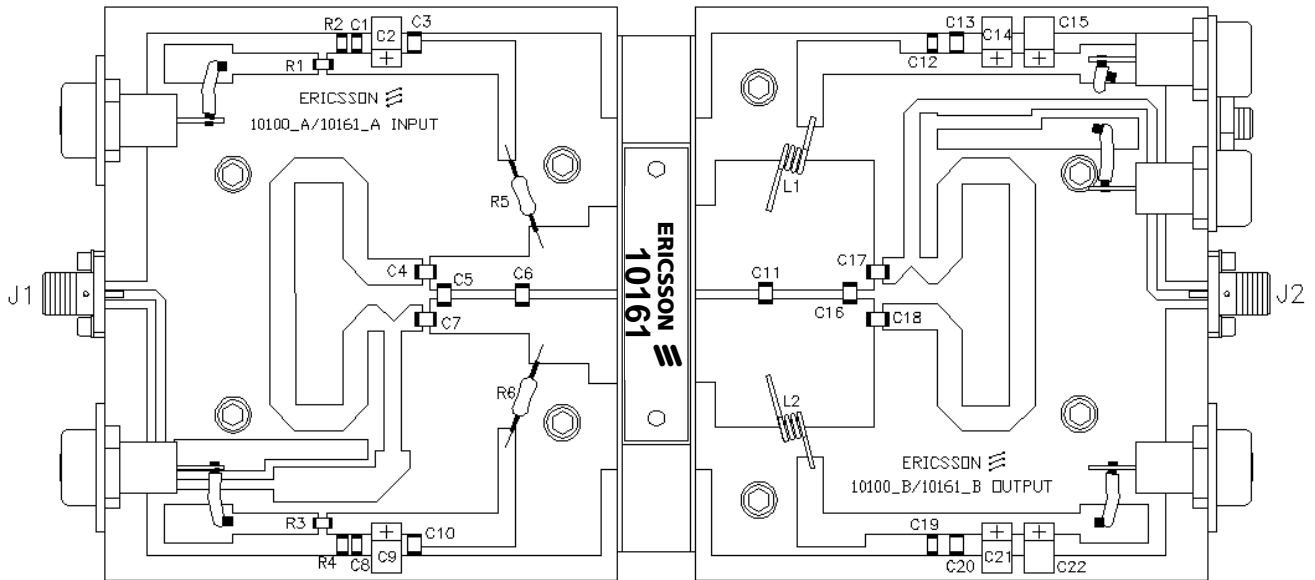 R2 C1 C3
C2
R1
ERICSSON
10100_A/10161_A INPUT
R5
C4
C5 C6
C7
J1
R6
R3
R4 C8 C9 C10
ERICSSON
10161
C13 C15
C14
C12
L1
C17
C11
C16
C18
J2
L2
ERICSSON
10100_B/10161_B OUTPUT
C19
C20 C21 C22